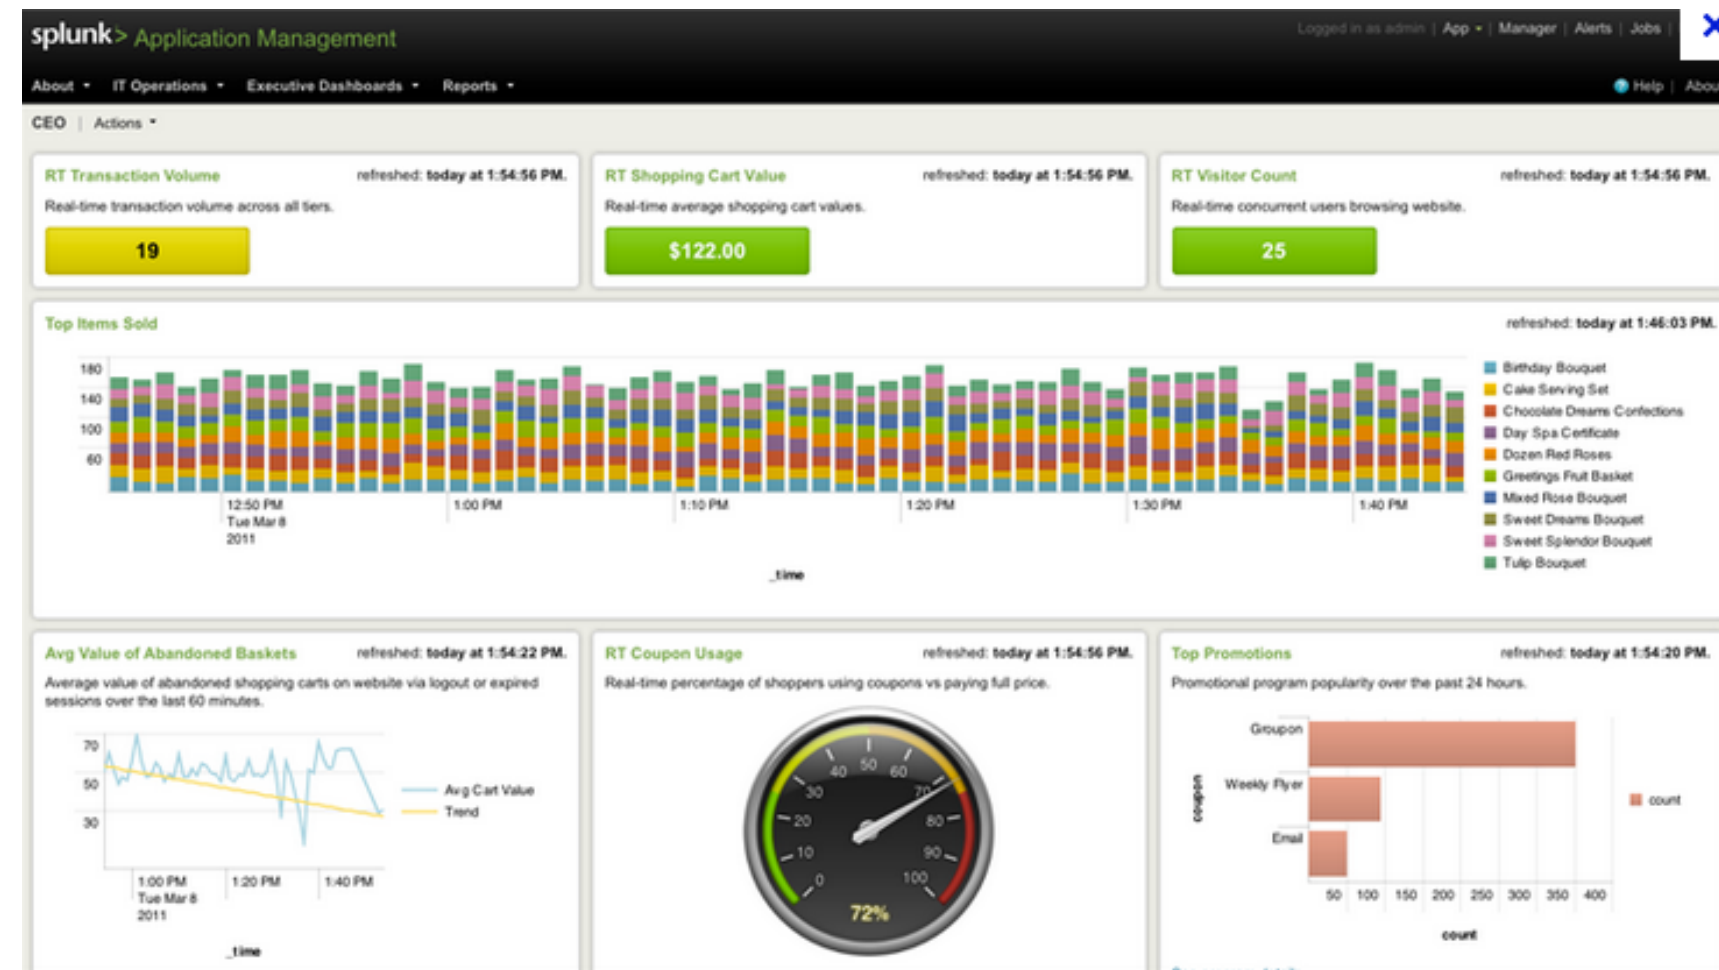 splunk> Application Management
Logged in as admin | App | Manager | Alerts | Jobs |
About IT Operations Executive Dashboards Reports
Help |
CEO | Actions
RT Transaction Volume refreshed: today at 1:54:56 PM.
Real-time transaction volume across all tiers.
19
RT Shopping Cart Value refreshed: today at 1:54:56 PM.
Real-time average shopping cart values.
$122.00
RT Visitor Count refreshed: today at 1:54:56 PM.
Real-time concurrent users browsing website.
25
Top Items Sold refreshed: today at 1:46:03 PM.
180
140
100
60
12:50 PM 1:00 PM 1:10 PM 1:20 PM 1:30 PM 1:40 PM
Tue Mar 8
2011
_time
Birthday Bouquet
Cake Serving Set
Chocolate Dreams Confections
Day Spa Certificate
Dozen Red Roses
Greetings Fruit Basket
Mixed Rose Bouquet
Sweet Dreams Bouquet
Sweet Splendor Bouquet
Tulip Bouquet
Avg Value of Abandoned Baskets refreshed: today at 1:54:22 PM.
Average value of abandoned shopping carts on website via logout or expired
sessions over the last 60 minutes.
70
50
30
Avg Cart Value
Trend
1:00 PM 1:20 PM 1:40 PM
Tue Mar 8
2011
_time
RT Coupon Usage refreshed: today at 1:54:56 PM.
Real-time percentage of shoppers using coupons vs paying full price.
0 10 20 30 40 50 60 70 80 90 100
72%
Top Promotions refreshed: today at 1:54:20 PM.
Promotional program popularity over the past 24 hours.
Groupon
Weekly Flyer
Email
coupon
count
50 100 150 200 250 300 350 400
count